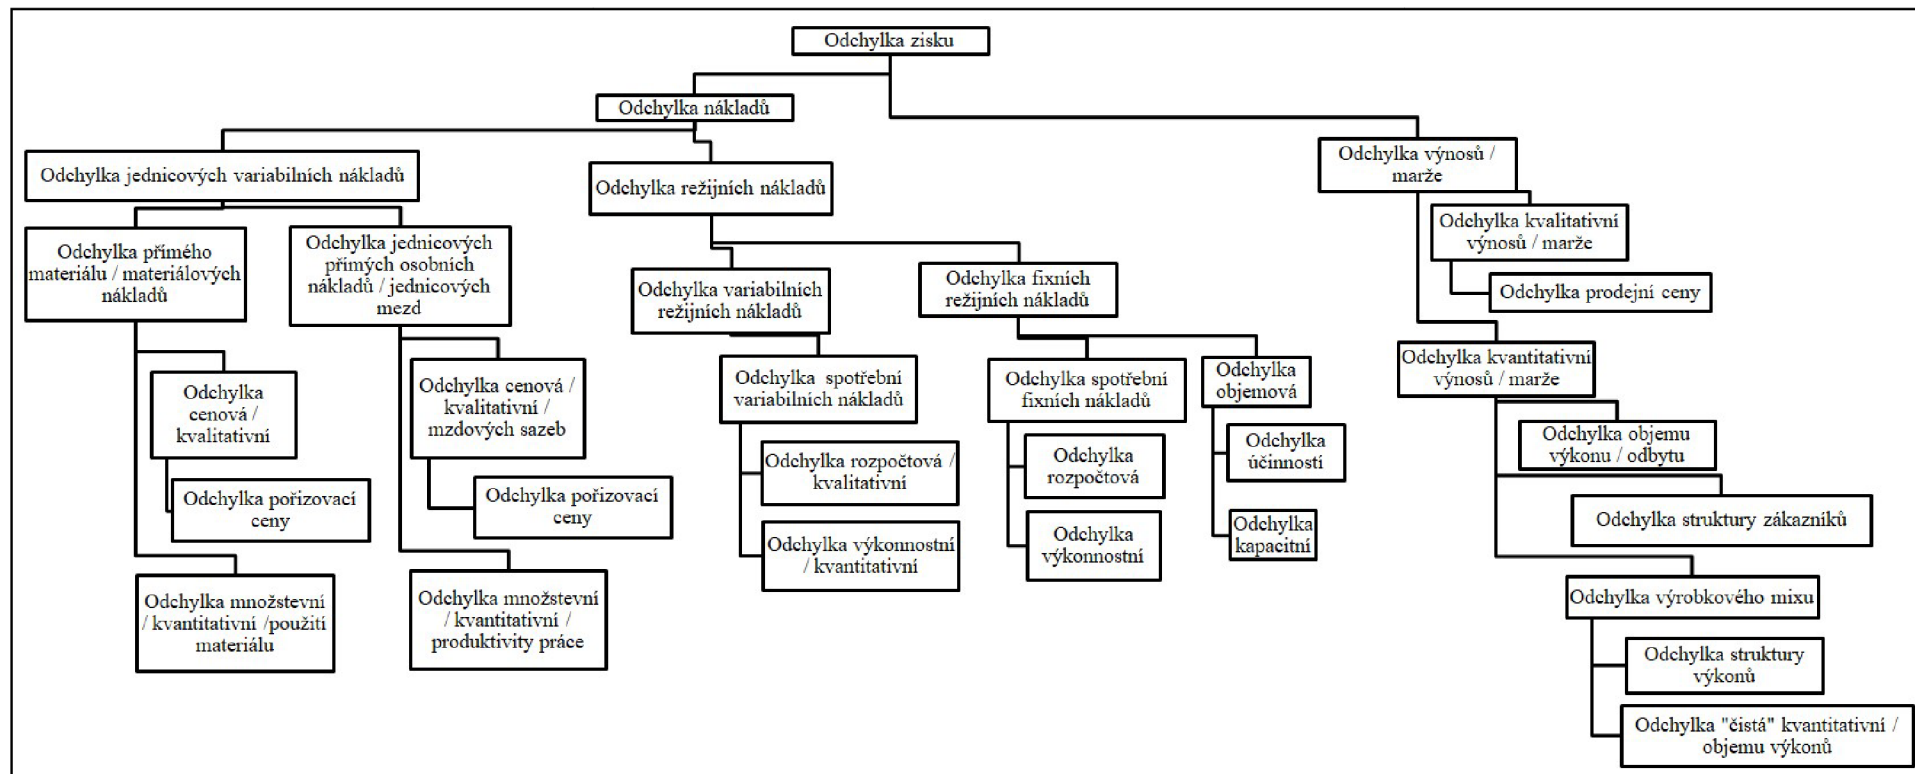 Odchylka zisku
Odchylka nákladů
Odchylka jednicových variabilních nákladů
Odchylka přímého
materiálu / materiálových
nákladů
Odchylka
cenová /
kvalitativní
Odchylka pořizovací
ceny
Odchylka množstevní
/ kvantitativní /použití
materiálu
Odchylka jednicových
přímých osobních
nákladů / jednicových
mezd
Odchylka cenová /
kvalitativní /
mzdových sazeb
Odchylka pořizovací
ceny
Odchylka množstevní
/ kvantitativní /
produktivity práce
Odchylka režijních nákladů
Odchylka variabilních
režijních nákladů
Odchylka spotřební
variabilních nákladů
Odchylka rozpočtová /
kvalitativní
Odchylka výkonnostní
/ kvantitativní
Odchylka fixních
režijních nákladů
Odchylka spotřební
fixních nákladů
Odchylka
rozpočtová
Odchylka
výkonnostní
Odchylka
objemová
Odchylka
účinností
Odchylka
kapacitní
Odchylka výnosů /
marže
Odchylka kvalitativní
výnosů / marže
Odchylka prodejní ceny
Odchylka kvantitativní
výnosů / marže
Odchylka objemu
výkonu / odbytu
Odchylka struktury zákazníků
Odchylka výrobkového mixu
Odchylka struktury
výkonů
Odchylka "čistá" kvantitativní /
objemu výkonů